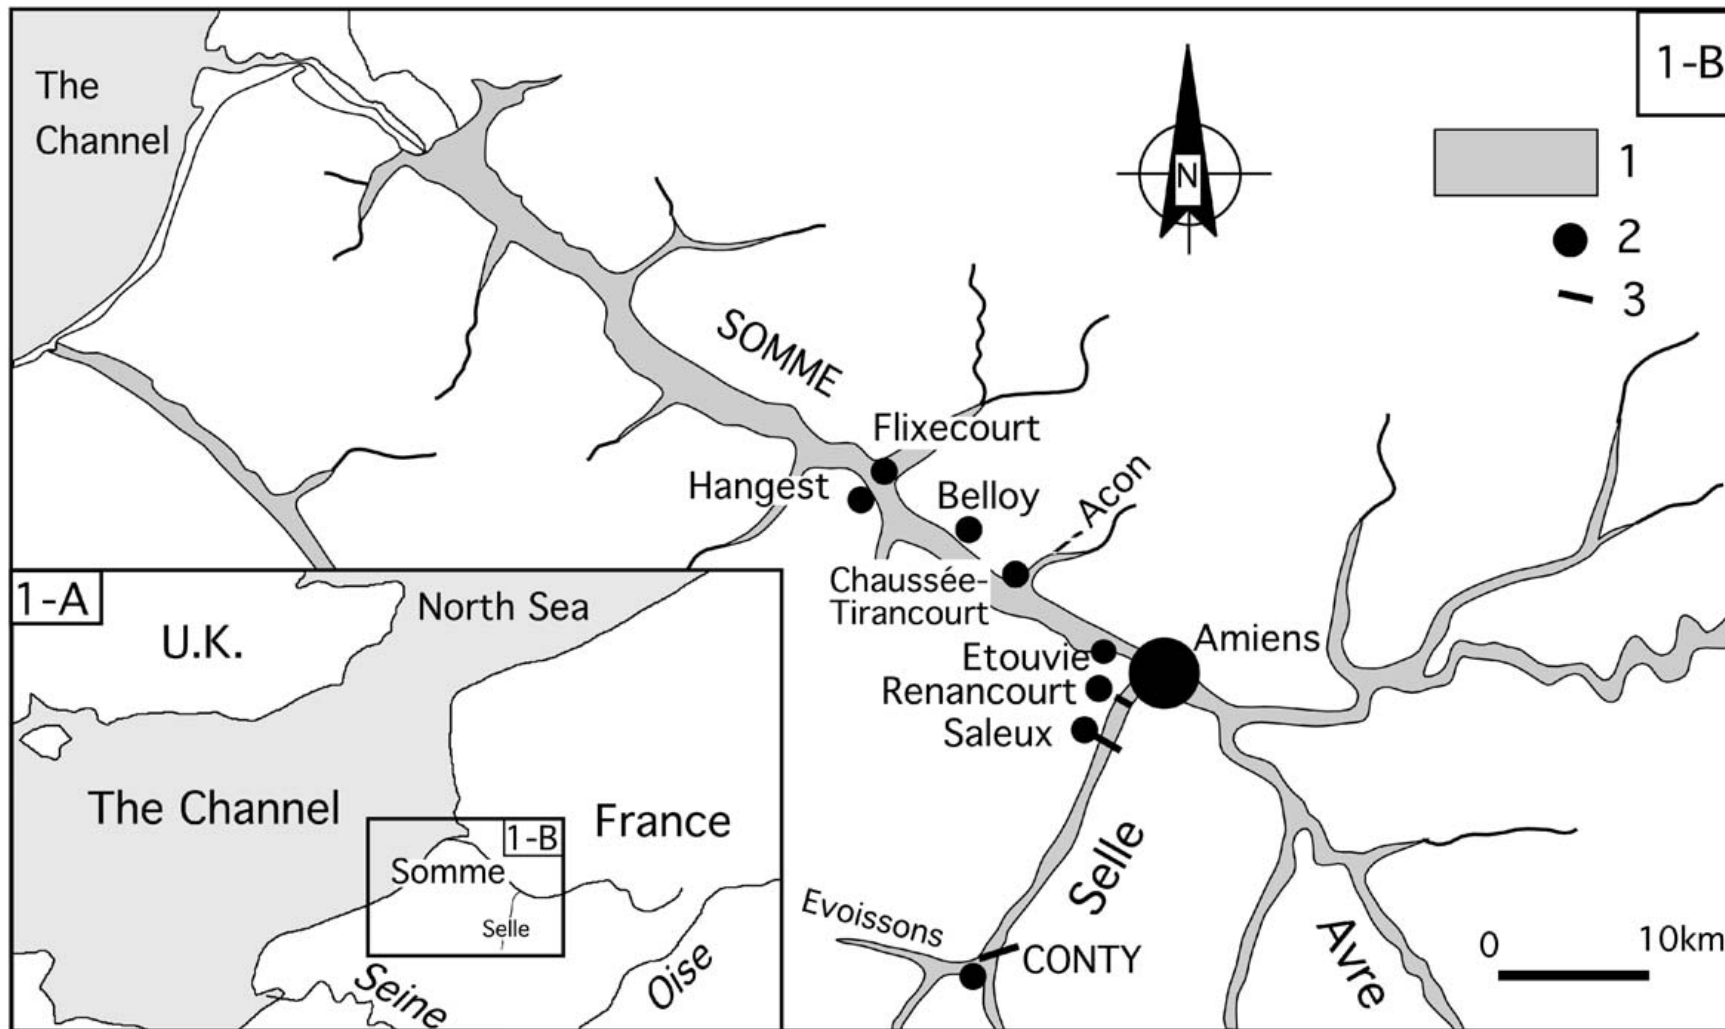 The
Channel
1-B
N
1
2
3
SOMME
Flixecourt
Hangest
Belloy
Acon
Chaussée-
Tirancourt
Amiens
Etouvie
Renancourt
Saleux
Selle
Evoissons
CONTY
Avre
0 10km
1-A
North Sea
U.K.
The Channel
France
1-B
Somme
Selle
Seine
Oise